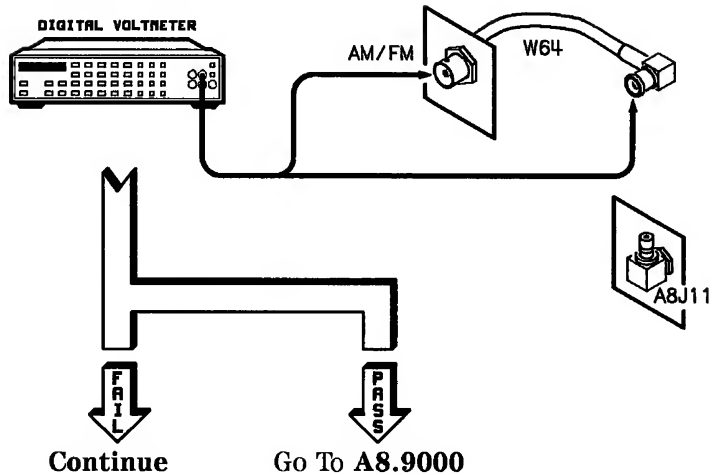 DIGITAL VOLTMETER
AM/FM
W64
A8J11
FAIL
PASS
Continue
Go To A8.9000